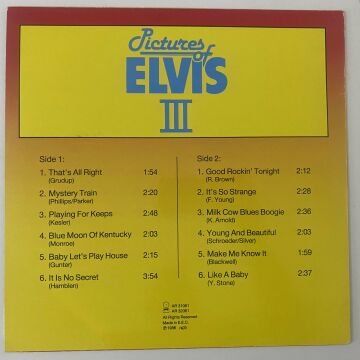 Pictures of
ELVIS
III
Side 1:
1. That's All Right 1:54
(Crudup)
2. Mystery Train 2:20
(Phillips/Parker)
3. Playing For Keeps 2:48
(Kesler)
4. Blue Moon Of Kentucky 2:03
(Monroe)
5. Baby Let's Play House 2:15
(Gunter)
6. It Is No Secret 3:54
(Hamblen)
Side 2:
1. Good Rockin' Tonight 2:12
(R. Brown)
2. It's So Strange 2:28
(F. Young)
3. Milk Cow Blues Boogie 2:36
(K. Arnold)
4. Young And Beautiful 2:03
(Schroeder/Silver)
5. Make Me Know It 1:59
(Blackwell)
6. Like A Baby 2:37
(Y. Stone)
All Rights Reserved
Made in E.E.C.